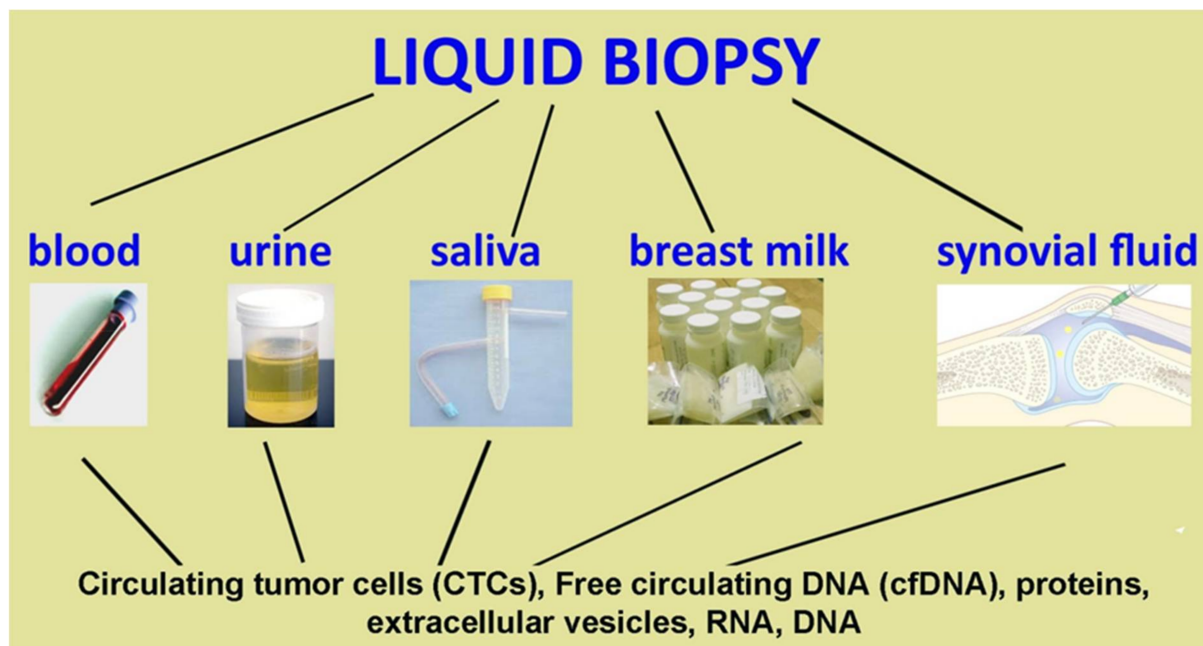 LIQUID BIOPSY
blood urine saliva breast milk synovial fluid
Circulating tumor cells (CTCs), Free circulating DNA (cfDNA), proteins,
extracellular vesicles, RNA, DNA